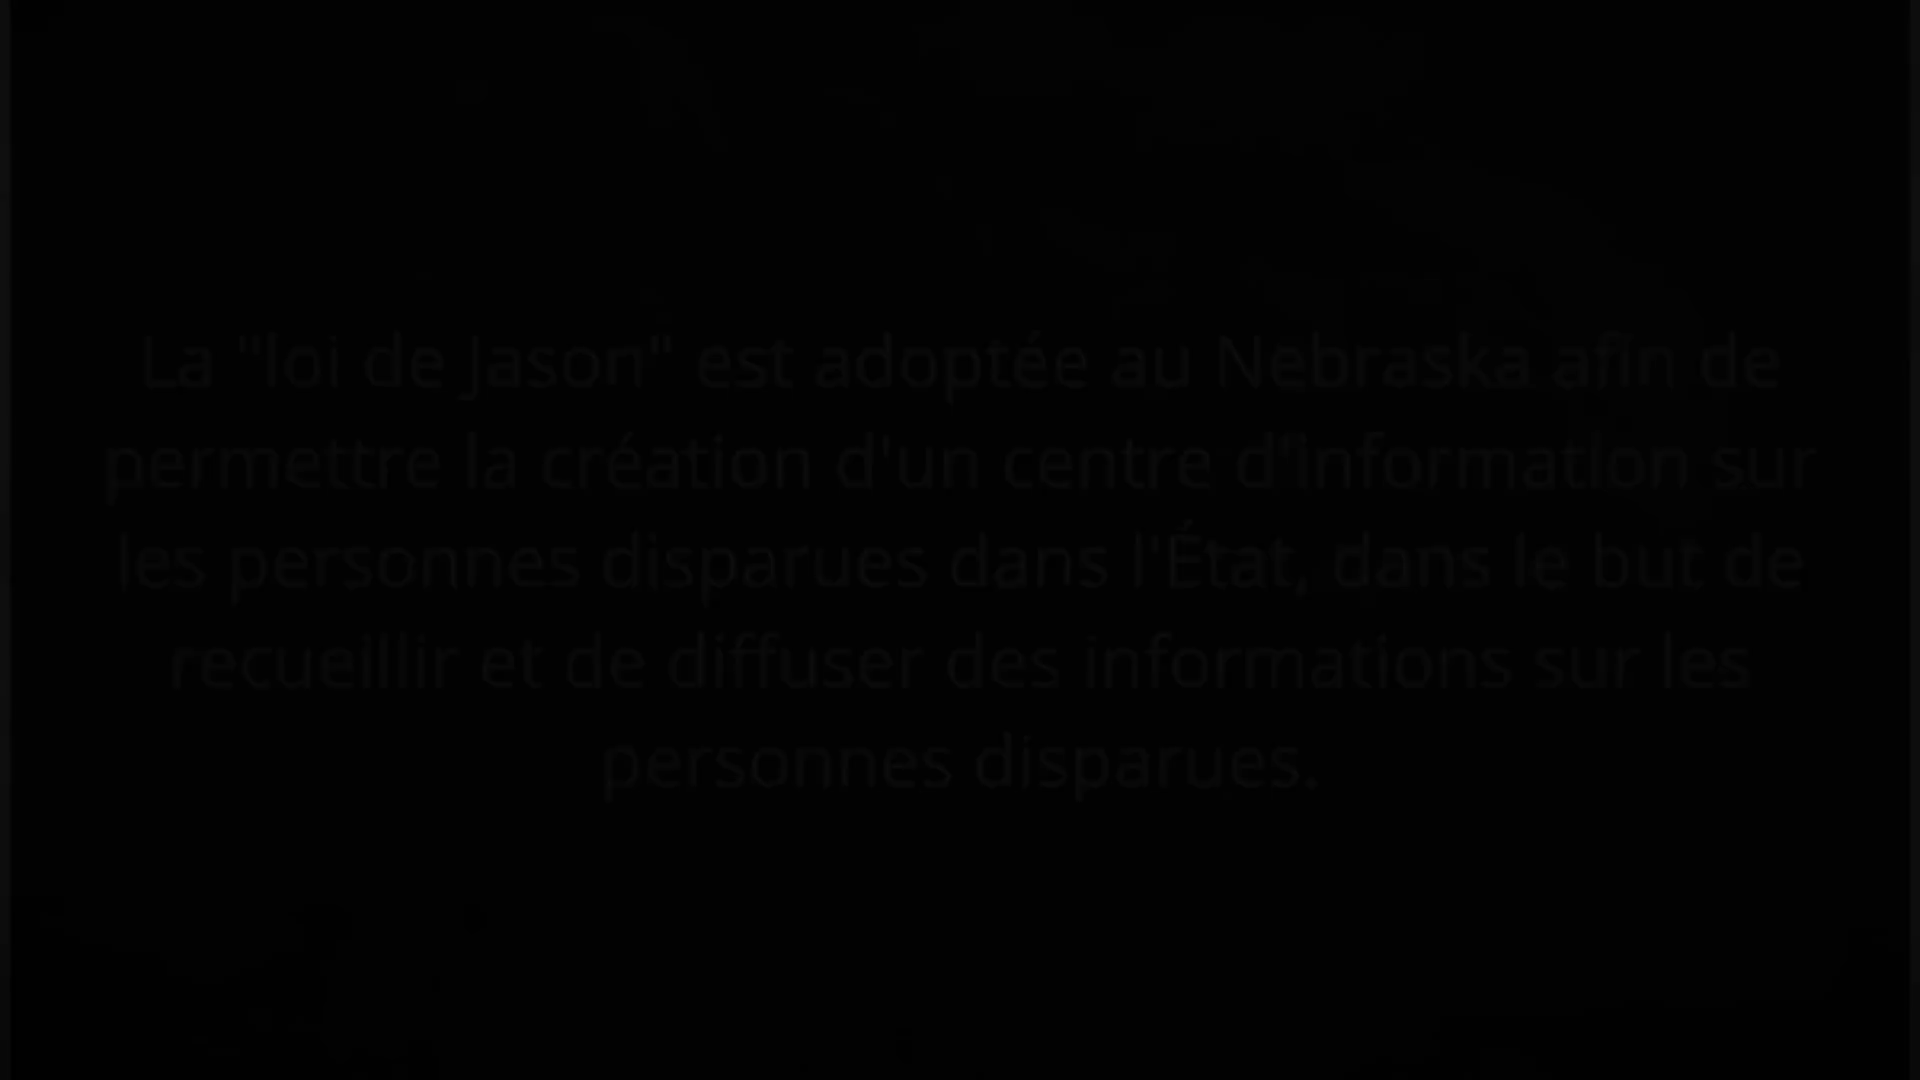 La "loi de Jason" est adoptée au Nebraska afin de
permettre la création d'un centre d'information sur
les personnes disparues dans l'État, dans le but de
recueillir et de diffuser des informations sur les
personnes disparues.